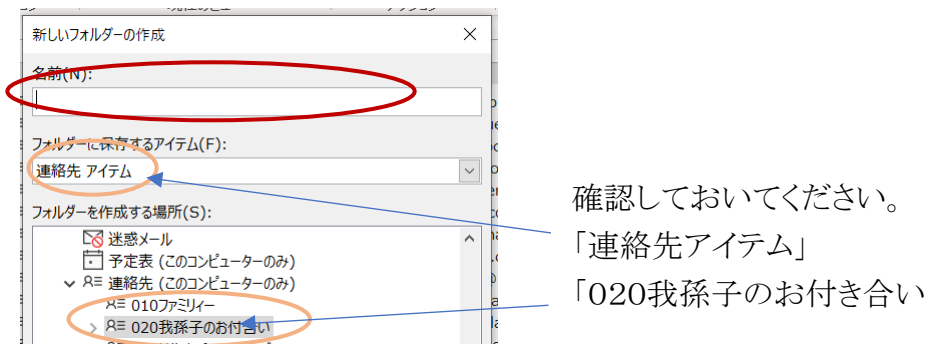 新しいフォルダーの作成
名前(N):
フォルダーに保存するアイテム(F):
連絡先 アイテム
フォルダーを作成する場所(S):
迷惑メール
予定表 (このコンピューターのみ)
連絡先 (このコンピューターのみ)
010ファミリィー
020我孫子のお付合い
確認しておいてください。
「連絡先アイテム」
「020我孫子のお付き合い